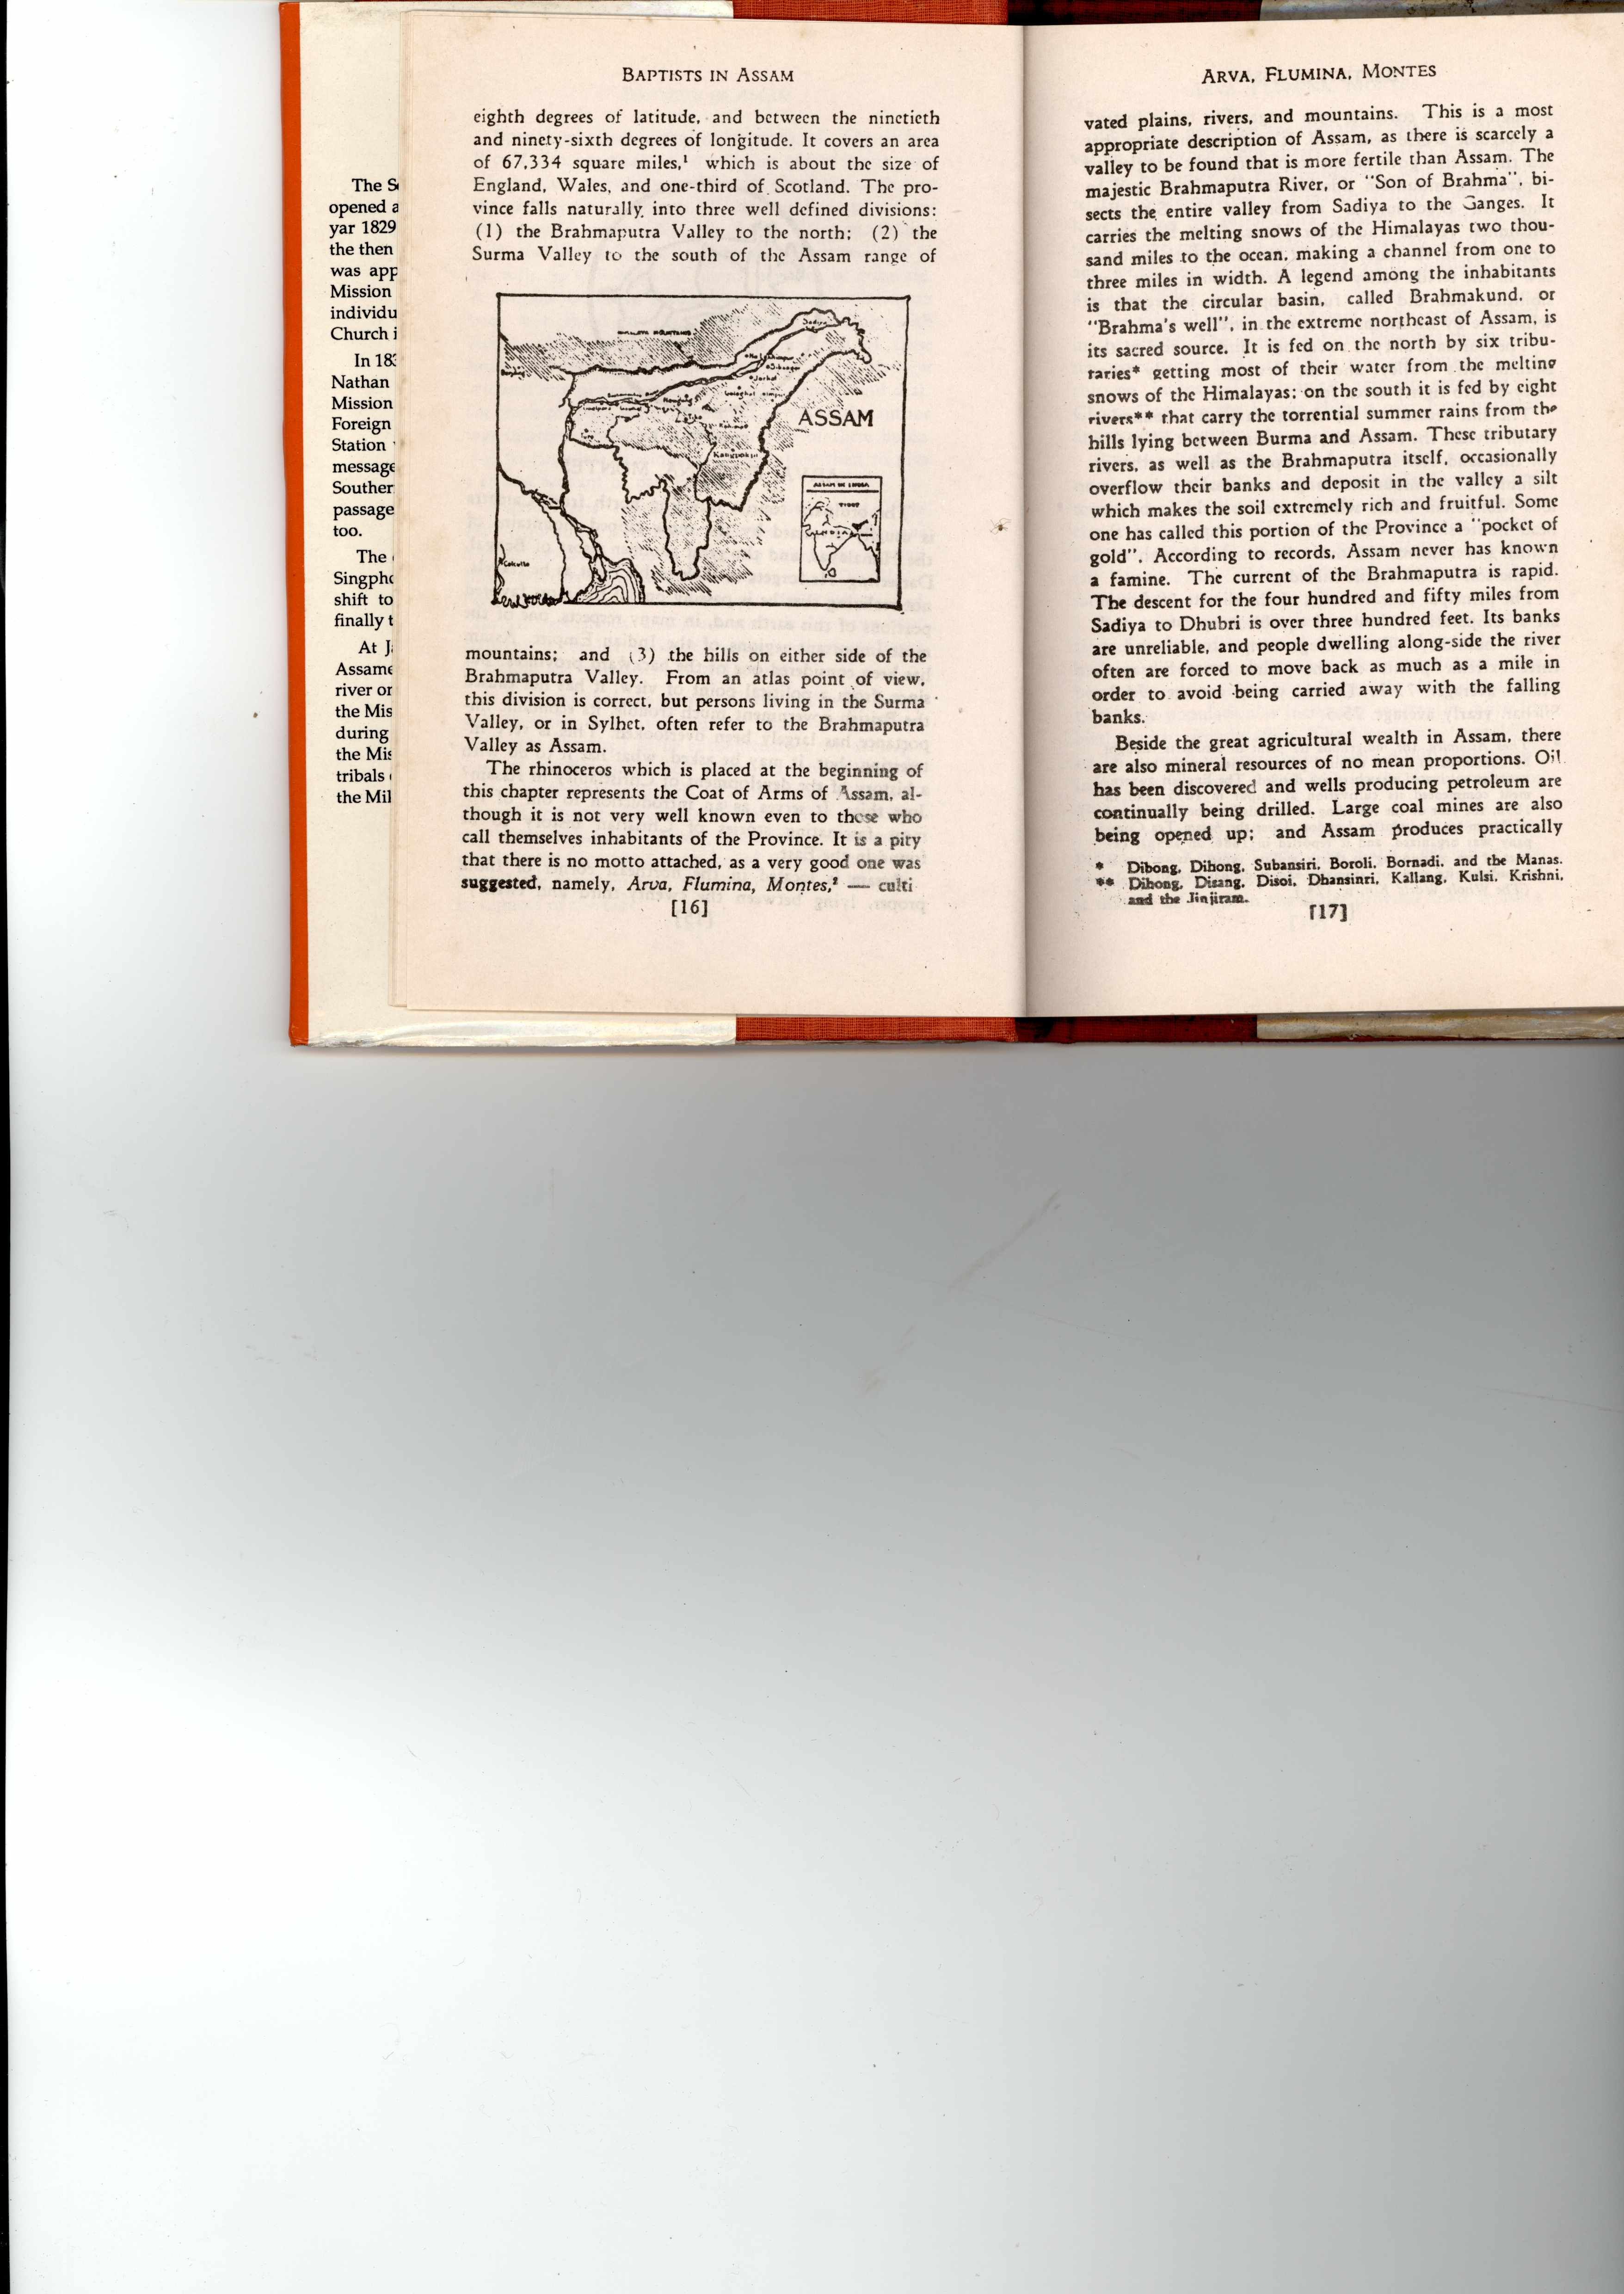 The S
opened a
yar 1829
the then
was app
Mission
individu
Church i
In 183
Nathan
Mission
Foreign
Station
message
Souther
passage
too.
The
Singpho
shift to
finally t
At J
Assame
river or
the Mis
during
the Mis
tribals
the Mil
BAPTISTS IN ASSAM
eighth degrees of latitude, and between the ninetieth
and ninety-sixth degrees of longitude. It covers an area
of 67,334 square miles,¹ which is about the size of
England, Wales, and one-third of Scotland. The pro-
vince falls naturally into three well defined divisions:
(1) the Brahmaputra Valley to the north; (2) the
Surma Valley to the south of the Assam range of
HIMALAYA MOUNTAINS
Sadiya
Jorhat
ASSAM
Kangpokpi
ASSAM IN INDIA
TIBET
INDIA
Calcutta
mountains; and (3) the hills on either side of the
Brahmaputra Valley. From an atlas point of view,
this division is correct, but persons living in the Surma
Valley, or in Sylhet, often refer to the Brahmaputra
Valley as Assam.
The rhinoceros which is placed at the beginning of
this chapter represents the Coat of Arms of Assam, al-
though it is not very well known even to those who
call themselves inhabitants of the Province. It is a pity
that there is no motto attached, as a very good one was
suggested, namely, Arva, Flumina, Montes,² — culti
[16]
ARVA, FLUMINA, MONTES
vated plains, rivers, and mountains. This is a most
appropriate description of Assam, as there is scarcely a
valley to be found that is more fertile than Assam. The
majestic Brahmaputra River, or "Son of Brahma", bi-
sects the entire valley from Sadiya to the Ganges. It
carries the melting snows of the Himalayas two thou-
sand miles to the ocean, making a channel from one to
three miles in width. A legend among the inhabitants
is that the circular basin, called Brahmakund, or
"Brahma's well", in the extreme northeast of Assam, is
its sacred source. It is fed on the north by six tribu-
taries* getting most of their water from the melting
snows of the Himalayas; on the south it is fed by eight
rivers** that carry the torrential summer rains from the
hills lying between Burma and Assam. These tributary
rivers, as well as the Brahmaputra itself, occasionally
overflow their banks and deposit in the valley a silt
which makes the soil extremely rich and fruitful. Some
one has called this portion of the Province a "pocket of
gold". According to records, Assam never has known
a famine. The current of the Brahmaputra is rapid.
The descent for the four hundred and fifty miles from
Sadiya to Dhubri is over three hundred feet. Its banks
are unreliable, and people dwelling along-side the river
often are forced to move back as much as a mile in
order to avoid being carried away with the falling
banks.
Beside the great agricultural wealth in Assam, there
are also mineral resources of no mean proportions. Oil
has been discovered and wells producing petroleum are
continually being drilled. Large coal mines are also
being opened up; and Assam produces practically
* Dibong, Dihong, Subansiri, Boroli, Bornadi, and the Manas.
** Dihong, Disang, Disoi, Dhansinri, Kallang, Kulsi, Krishni,
and the Jinjiram.
[17]